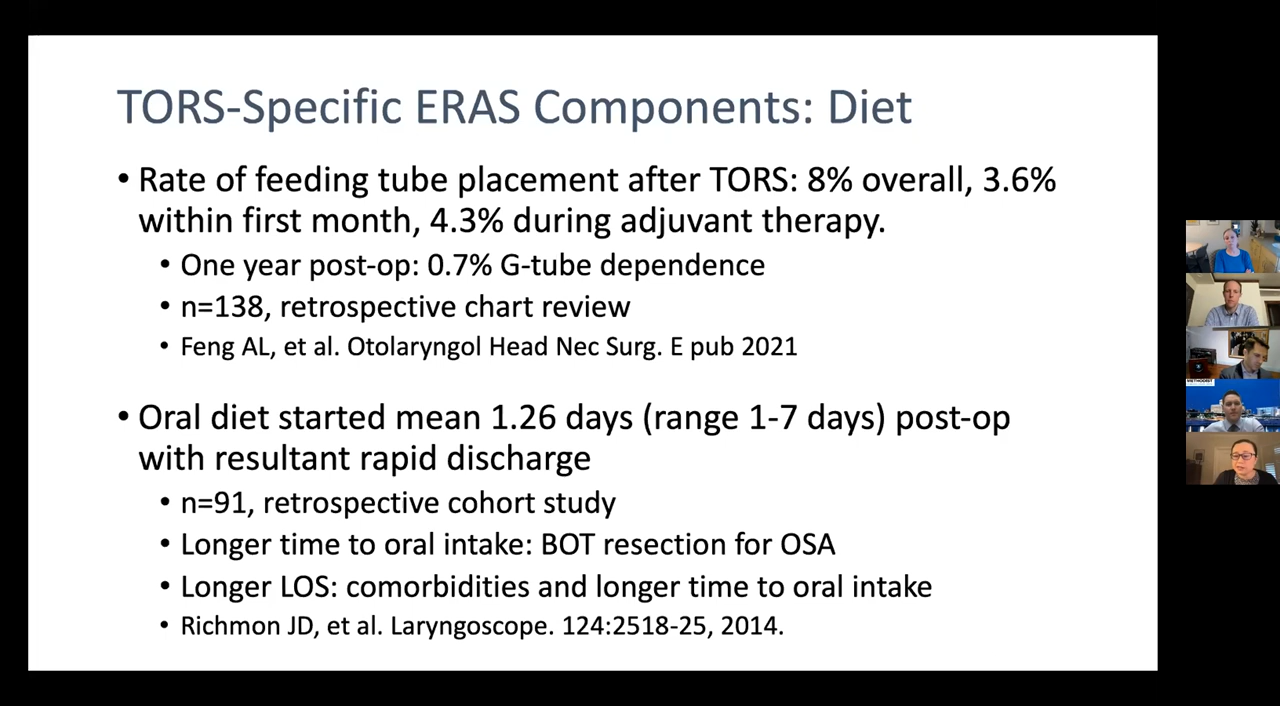 TORS-Specific ERAS Components: Diet
• Rate of feeding tube placement after TORS: 8% overall, 3.6%
within first month, 4.3% during adjuvant therapy.
• One year post-op: 0.7% G-tube dependence
• n=138, retrospective chart review
• Feng AL, et al. Otolaryngol Head Nec Surg. E pub 2021
• Oral diet started mean 1.26 days (range 1-7 days) post-op
with resultant rapid discharge
• n=91, retrospective cohort study
• Longer time to oral intake: BOT resection for OSA
• Longer LOS: comorbidities and longer time to oral intake
• Richmon JD, et al. Laryngoscope. 124:2518-25, 2014.
METHODIST